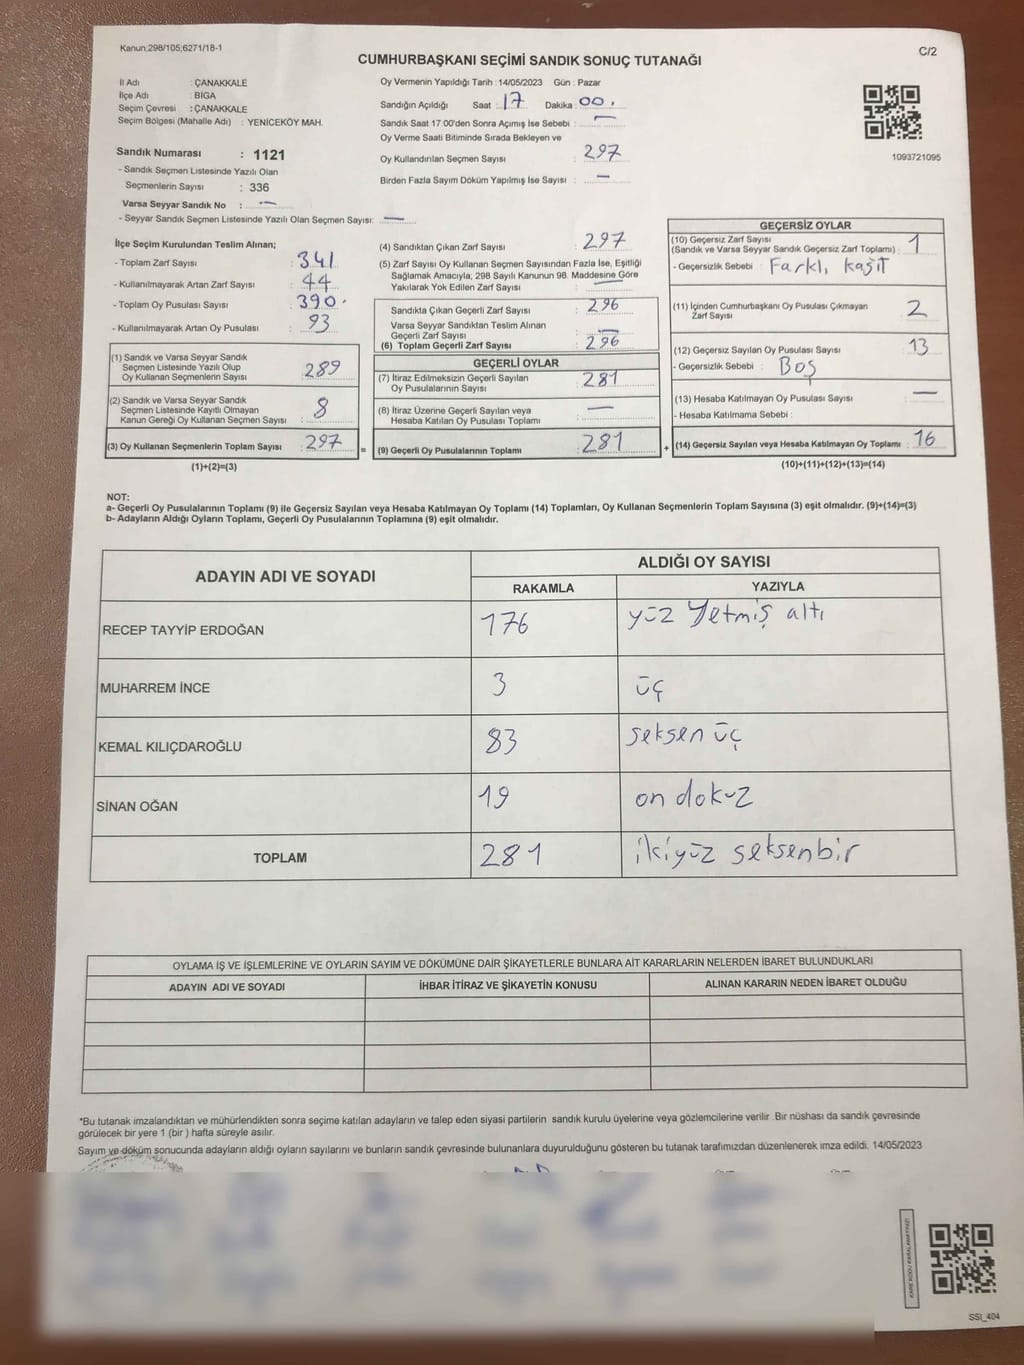 Kanun;298/105;6271/18-1
C/2
CUMHURBAŞKANI SEÇİMİ SANDIK SONUÇ TUTANAĞI
İl Adı : ÇANAKKALE
İlçe Adı : BIGA
Seçim Çevresi : ÇANAKKALE
Seçim Bölgesi (Mahalle Adı) : YENİCEKÖY MAH.
Sandık Numarası : 1121
- Sandık Seçmen Listesinde Yazılı Olan
Seçmenlerin Sayısı : 336
Varsa Seyyar Sandık No : —
- Seyyar Sandık Seçmen Listesinde Yazılı Olan Seçmen Sayısı: —
Oy Vermenin Yapıldığı Tarih : 14/05/2023 Gün : Pazar
Sandığın Açıldığı Saat : 17 Dakika : 00.
Sandık Saat 17.00'den Sonra Açımış İse Sebebi : —
Oy Verme Saati Bitiminde Sırada Bekleyen ve
Oy Kullandırılan Seçmen Sayısı : 297
Birden Fazla Sayım Döküm Yapılmış İse Sayısı : —
1093721095
İlçe Seçim Kurulundan Teslim Alınan;
- Toplam Zarf Sayısı : 341
- Kullanılmayarak Artan Zarf Sayısı : 44
- Toplam Oy Pusulası Sayısı : 390.
- Kullanılmayarak Artan Oy Pusulası : 93
(1) Sandık ve Varsa Seyyar Sandık
Seçmen Listesinde Yazılı Olup
Oy Kullanan Seçmenlerin Sayısı : 289
(2) Sandık ve Varsa Seyyar Sandık
Seçmen Listesinde Kayıtlı Olmayan
Kanun Gereği Oy Kullanan Seçmen Sayısı : 8
(3) Oy Kullanan Seçmenlerin Toplam Sayısı : 297
(1)+(2)=(3)
=
(4) Sandıktan Çıkan Zarf Sayısı : 297
(5) Zarf Sayısı Oy Kullanan Seçmen Sayısından Fazla İse, Eşitliği
Sağlamak Amacıyla, 298 Sayılı Kanunun 98. Maddesine Göre
Yakılarak Yok Edilen Zarf Sayısı : —
Sandıkta Çıkan Geçerli Zarf Sayısı : 296
Varsa Seyyar Sandıktan Teslim Alınan
Geçerli Zarf Sayısı : —
(6) Toplam Geçerli Zarf Sayısı : 296
GEÇERLİ OYLAR
(7) İtiraz Edilmeksizin Geçerli Sayılan
Oy Pusulalarının Sayısı : 281
(8) İtiraz Üzerine Geçerli Sayılan veya
Hesaba Katılan Oy Pusulası Toplamı : —
(9) Geçerli Oy Pusulalarının Toplamı : 281
+
GEÇERSİZ OYLAR
(10) Geçersiz Zarf Sayısı
(Sandık ve Varsa Seyyar Sandık Geçersiz Zarf Toplamı) : 1
- Geçersizlik Sebebi : Farklı kağıt
(11) İçinden Cumhurbaşkanı Oy Pusulası Çıkmayan
Zarf Sayısı : 2
(12) Geçersiz Sayılan Oy Pusulası Sayısı : 13
- Geçersizlik Sebebi : Boş
(13) Hesaba Katılmayan Oy Pusulası Sayısı : —
- Hesaba Katılmama Sebebi :
(14) Geçersiz Sayılan veya Hesaba Katılmayan Oy Toplamı : 16
(10)+(11)+(12)+(13)=(14)
NOT:
a- Geçerli Oy Pusulalarının Toplamı (9) ile Geçersiz Sayılan veya Hesaba Katılmayan Oy Toplamı (14) Toplamları, Oy Kullanan Seçmenlerin Toplam Sayısına (3) eşit olmalıdır. (9)+(14)=(3)
b- Adayların Aldığı Oyların Toplamı, Geçerli Oy Pusulalarının Toplamına (9) eşit olmalıdır.
ADAYIN ADI VE SOYADI ALDIĞI OY SAYISI
RAKAMLA YAZIYLA
RECEP TAYYİP ERDOĞAN 176 yüz Yetmiş altı
MUHARREM İNCE 3 üç
KEMAL KILIÇDAROĞLU 83 seksen üç
SİNAN OĞAN 19 on dokuz
TOPLAM 281 ikiyüz seksenbir
OYLAMA İŞ VE İŞLEMLERİNE VE OYLARIN SAYIM VE DÖKÜMÜNE DAİR ŞİKAYETLERLE BUNLARA AİT KARARLARIN NELERDEN İBARET BULUNDUKLARI
ADAYIN ADI VE SOYADI İHBAR İTİRAZ VE ŞİKAYETİN KONUSU ALINAN KARARIN NEDEN İBARET OLDUĞU
*Bu tutanak imzalandıktan ve mühürlendikten sonra seçime katılan adayların ve talep eden siyasi partilerin sandık kurulu üyelerine veya gözlemcilerine verilir. Bir nüshası da sandık çevresinde
görülecek bir yere 1 (bir ) hafta süreyle asılır.
Sayım ve döküm sonucunda adayların aldığı oyların sayılarını ve bunların sandık çevresinde bulunanlara duyurulduğunu gösteren bu tutanak tarafımızdan düzenlenerek imza edildi. 14/05/2023
KARE KODU KARALAMAYINIZ!
SSI_404